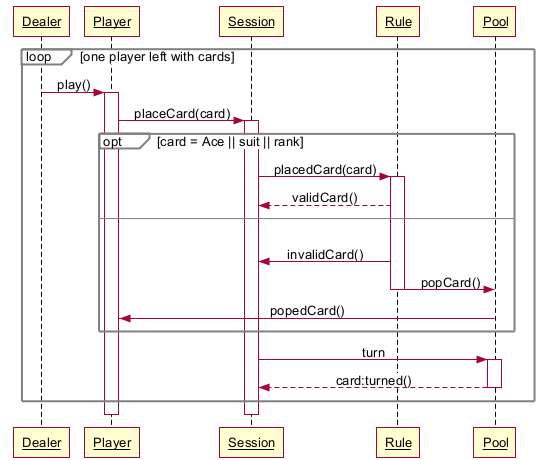 Dealer Player Session Rule Pool
loop [one player left with cards]
play()
placeCard(card)
opt [card = Ace || suit || rank]
placedCard(card)
validCard()
invalidCard()
popCard()
popedCard()
turn
card:turned()
Dealer Player Session Rule Pool